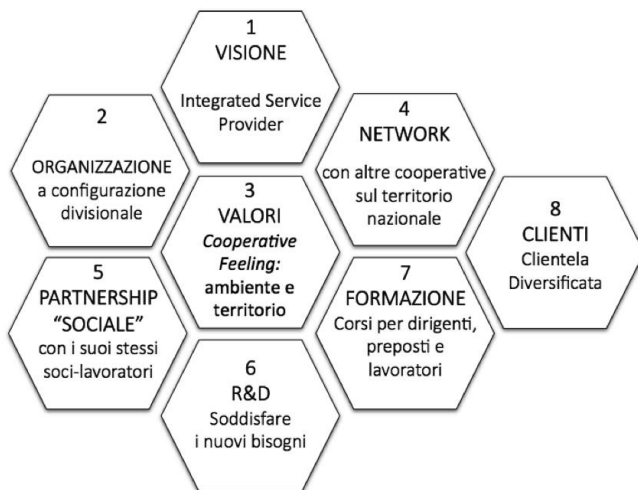 1
VISIONE
Integrated Service
Provider
2
ORGANIZZAZIONE
a configurazione
divisionale
3
VALORI
Cooperative
Feeling:
ambiente e
territorio
4
NETWORK
con altre cooperative
sul territorio
nazionale
5
PARTNERSHIP
“SOCIALE”
con i suoi stessi
soci-lavoratori
6
R&D
Soddisfare
i nuovi bisogni
7
FORMAZIONE
Corsi per dirigenti,
preposti e
lavoratori
8
CLIENTI
Clientela
Diversificata